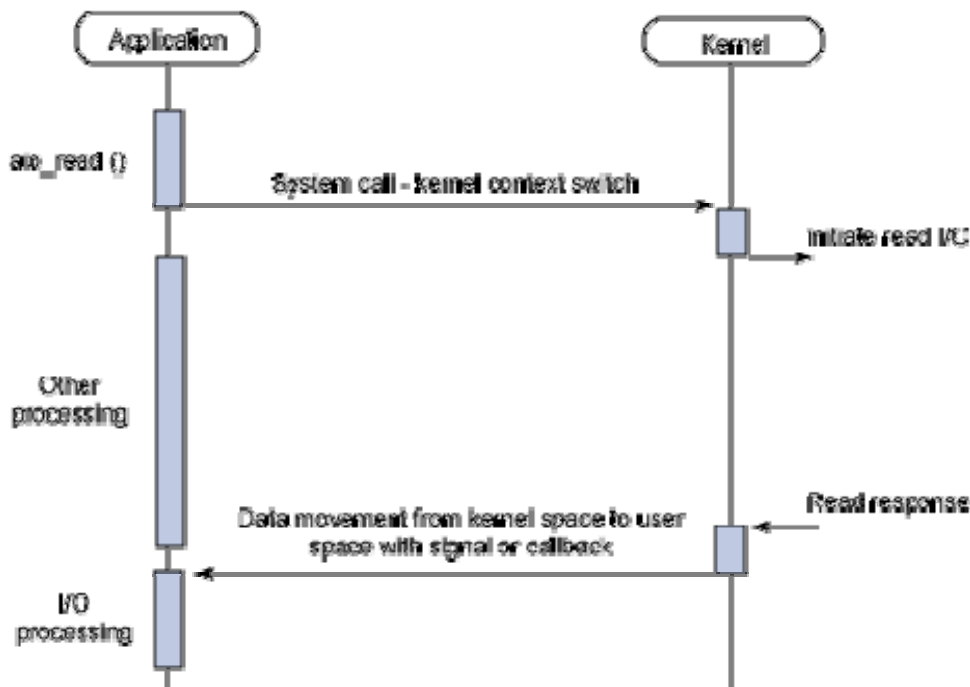 Application
Kernel
aio_read ()
System call - kernel context switch
Initiate read I/O
Other
processing
Read response
Data movement from kernel space to user
space with signal or callback
I/O
processing